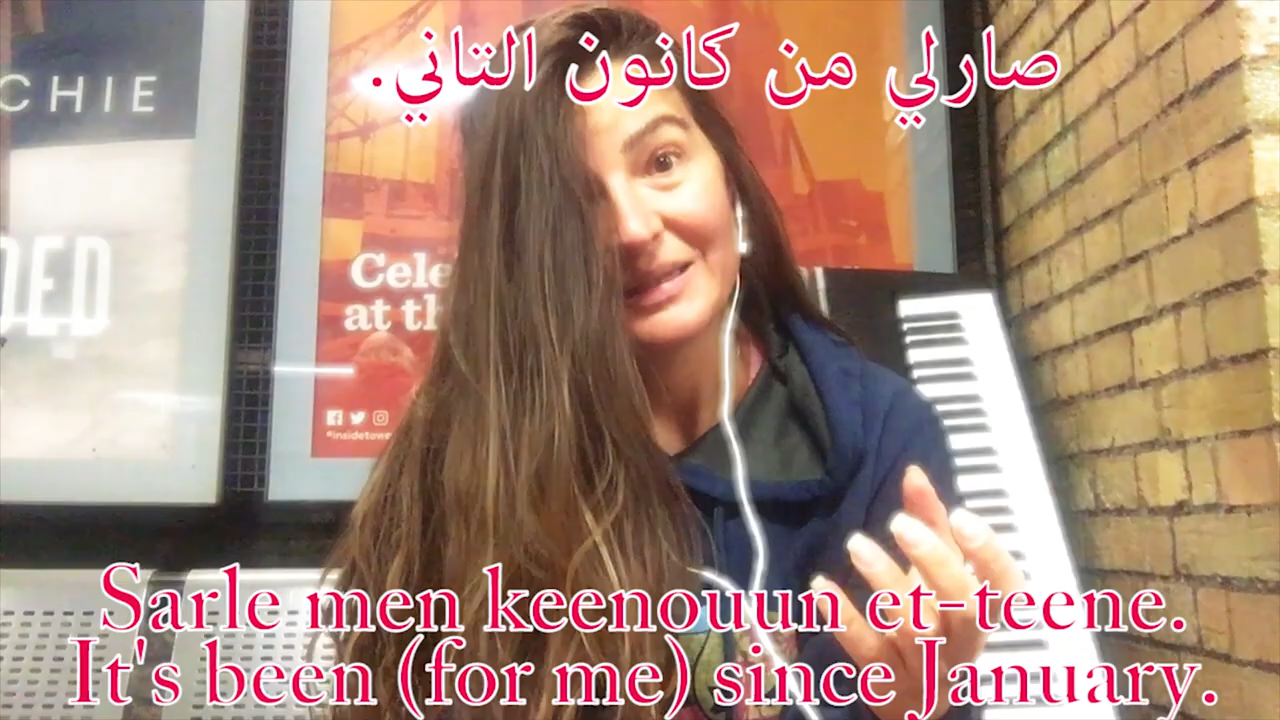 صارلي من كانون التاني.
CHIE
Cele
at th
#insidetowe
Sarle men keenouun et-teene.
It's been (for me) since January.